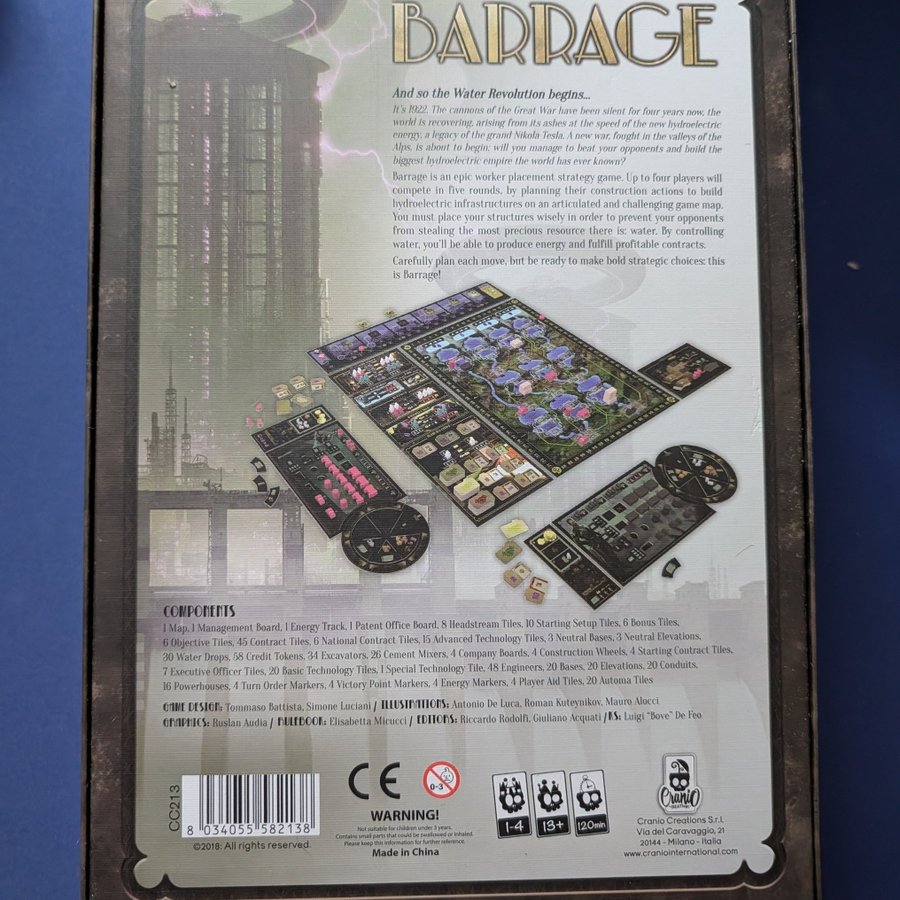 BARRAGE
And so the Water Revolution begins...
It's 1922. The cannons of the Great War have been silent for four years now, the
world is recovering, arising from its ashes at the speed of the new hydroelectric
energy, a legacy of the grand Nikola Tesla. A new war, fought in the valleys of the
Alps, is about to begin: will you manage to beat your opponents and build the
biggest hydroelectric empire the world has ever known?
Barrage is an epic worker placement strategy game. Up to four players will
compete in five rounds, by planning their construction actions to build
hydroelectric infrastructures on an articulated and challenging game map.
You must place your structures wisely in order to prevent your opponents
from stealing the most precious resource there is: water. By controlling
water, you'll be able to produce energy and fulfill profitable contracts.
Carefully plan each move, but be ready to make bold strategic choices: this
is Barrage!
COMPONENTS
1 Map, 1 Management Board, 1 Energy Track, 1 Patent Office Board, 8 Headstream Tiles, 10 Starting Setup Tiles, 6 Bonus Tiles,
6 Objective Tiles, 45 Contract Tiles, 6 National Contract Tiles, 15 Advanced Technology Tiles, 3 Neutral Bases, 3 Neutral Elevations,
30 Water Drops, 58 Credit Tokens, 34 Excavators, 26 Cement Mixers, 4 Company Boards, 4 Construction Wheels, 4 Starting Contract Tiles,
7 Executive Officer Tiles, 20 Basic Technology Tiles, 1 Special Technology Tile, 48 Engineers, 20 Bases, 20 Elevations, 20 Conduits,
16 Powerhouses, 4 Turn Order Markers, 4 Victory Point Markers, 4 Energy Markers, 4 Player Aid Tiles, 20 Automa Tiles
GAME DESIGN: Tommaso Battista, Simone Luciani / ILLUSTRATIONS: Antonio De Luca, Roman Kuteynikov, Mauro Alocci
GRAPHICS: Ruslan Audia / RULEBOOK: Elisabetta Micucci / EDITORS: Riccardo Rodolfi, Giuliano Acquati / KS: Luigi "Bove" De Feo
CC213
8 034055 582138
©2018: All rights reserved.
CE
0-3
WARNING!
Not suitable for children under 3 years.
Contains small parts that could be swallowed or inhaled.
Please keep this information for further reference.
Made in China
1-4
13+
120min
Cranio
CREATIONS
Cranio Creations S.r.l.
Via del Caravaggio, 21
20144 - Milano - Italia
www.craniointernational.com